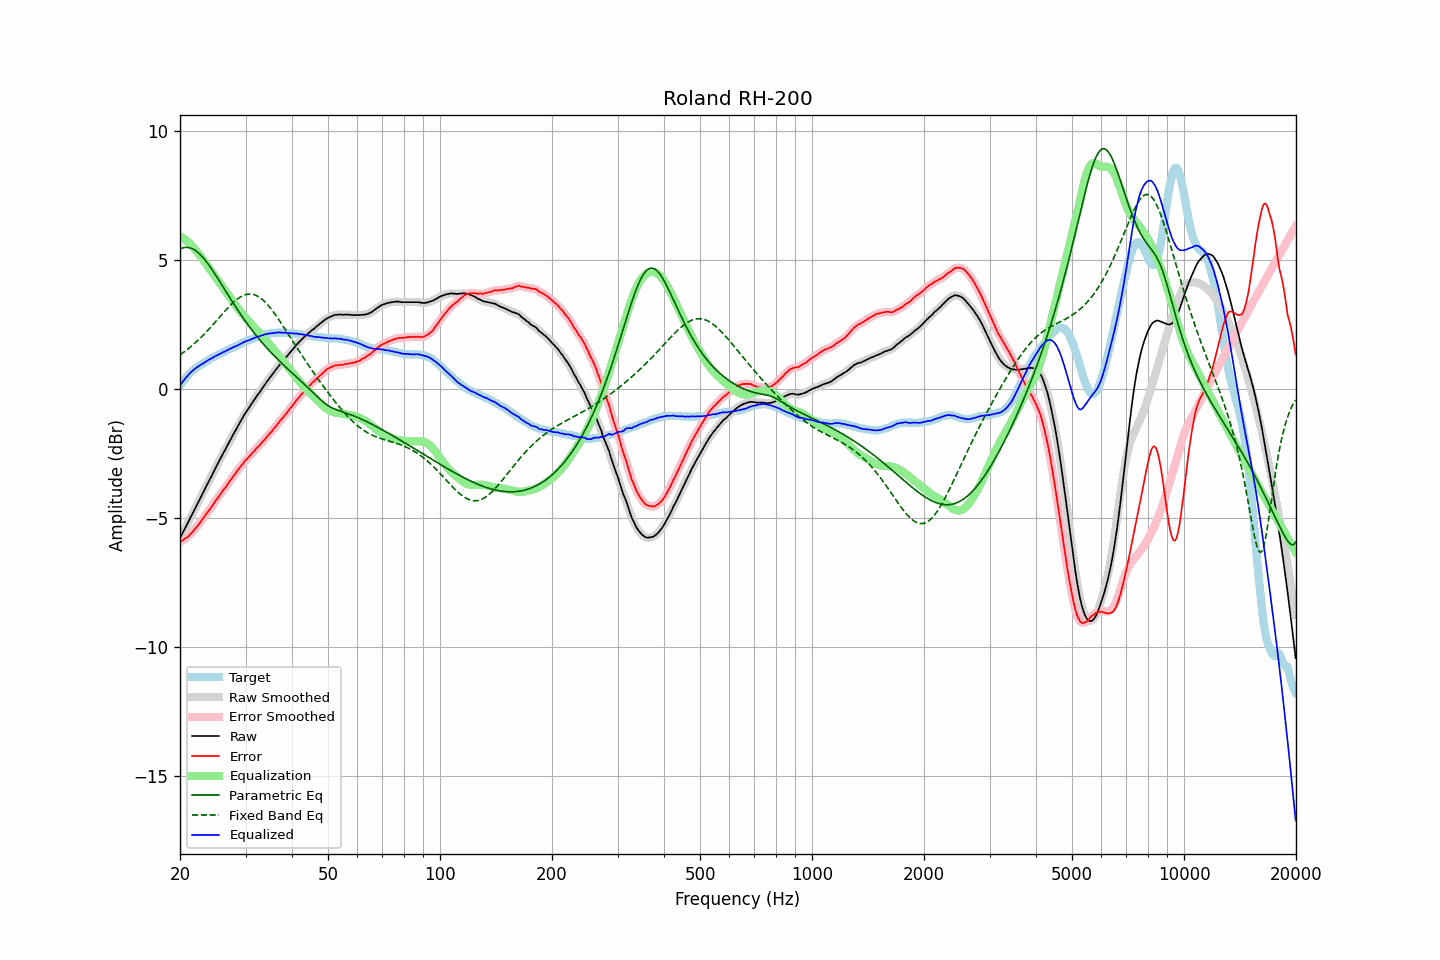 Roland RH-200
Amplitude (dBr)
10
5
0
−5
−10
−15
Target
Raw Smoothed
Error Smoothed
Raw
Error
Equalization
Parametric Eq
Fixed Band Eq
Equalized
20 50 100 200 500 1000 2000 5000 10000 20000
Frequency (Hz)